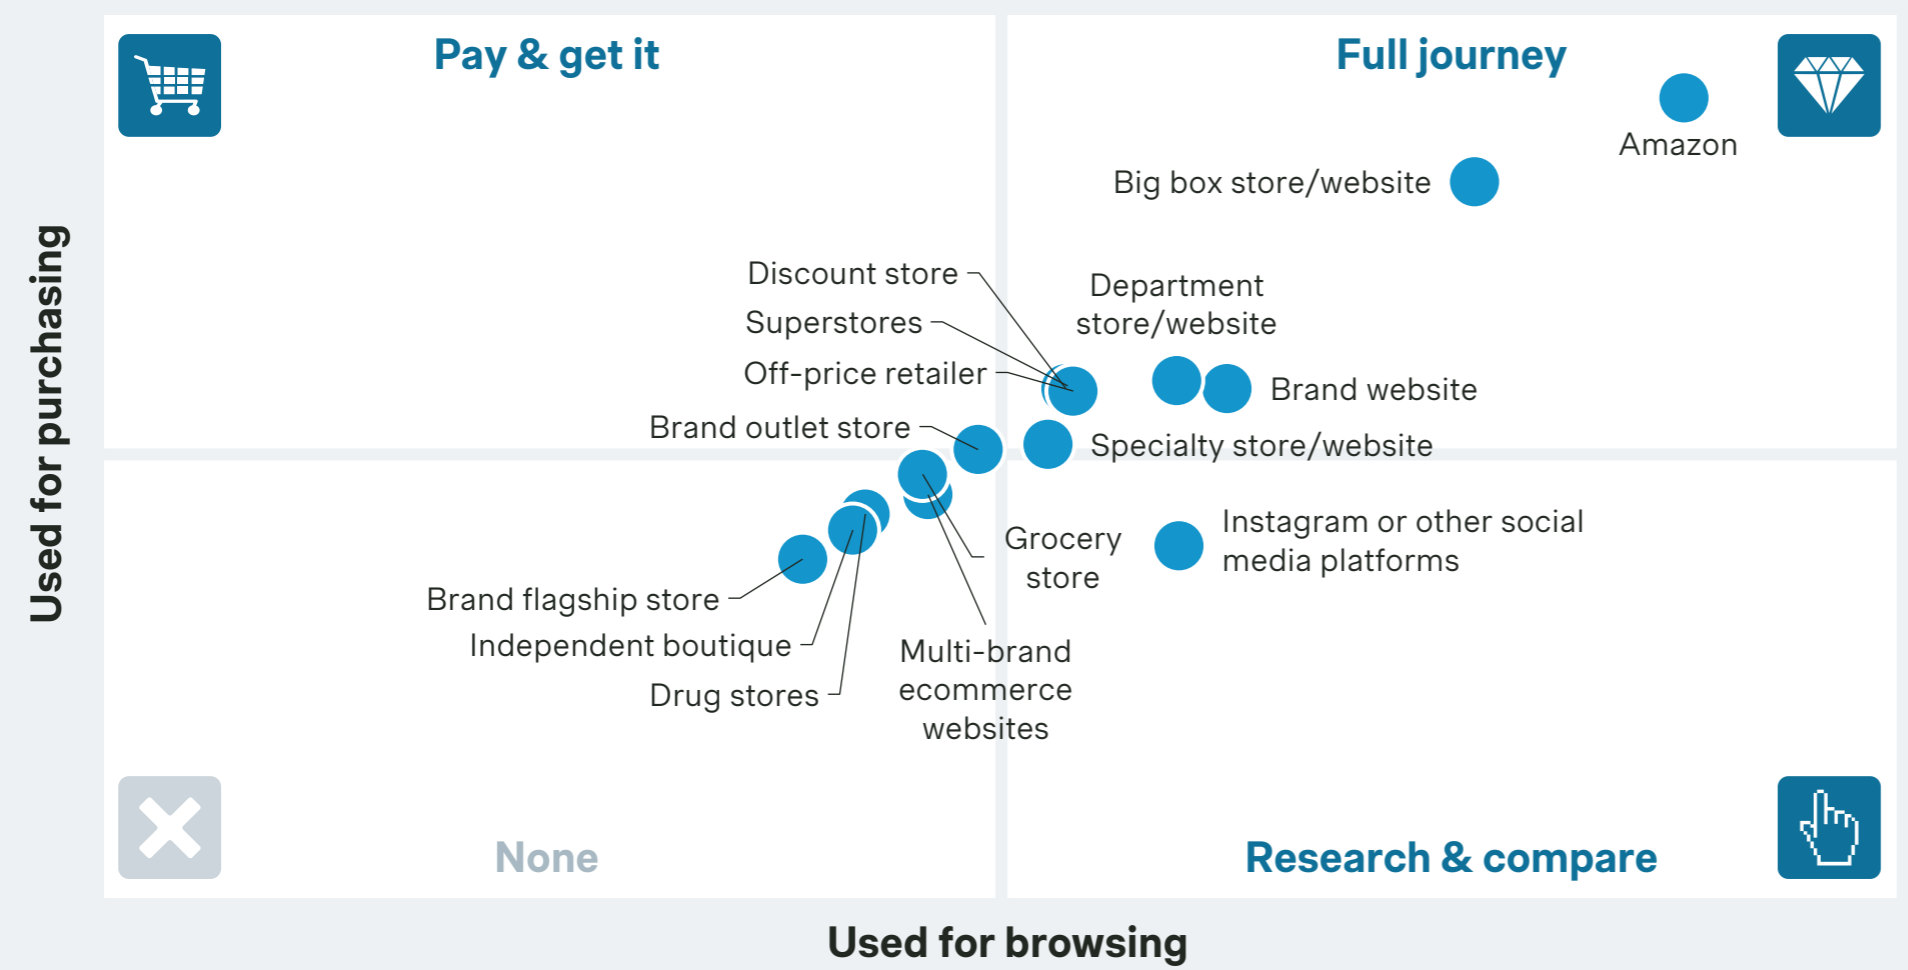 Pay & get it
Full journey
Amazon
Big box store/website
Discount store
Department
store/website
Superstores
Off-price retailer
Brand website
Brand outlet store
Specialty store/website
Used for purchasing
Instagram or other social
media platforms
Grocery
store
Brand flagship store
Independent boutique
Multi-brand
ecommerce
websites
Drug stores
None
Research & compare
Used for browsing